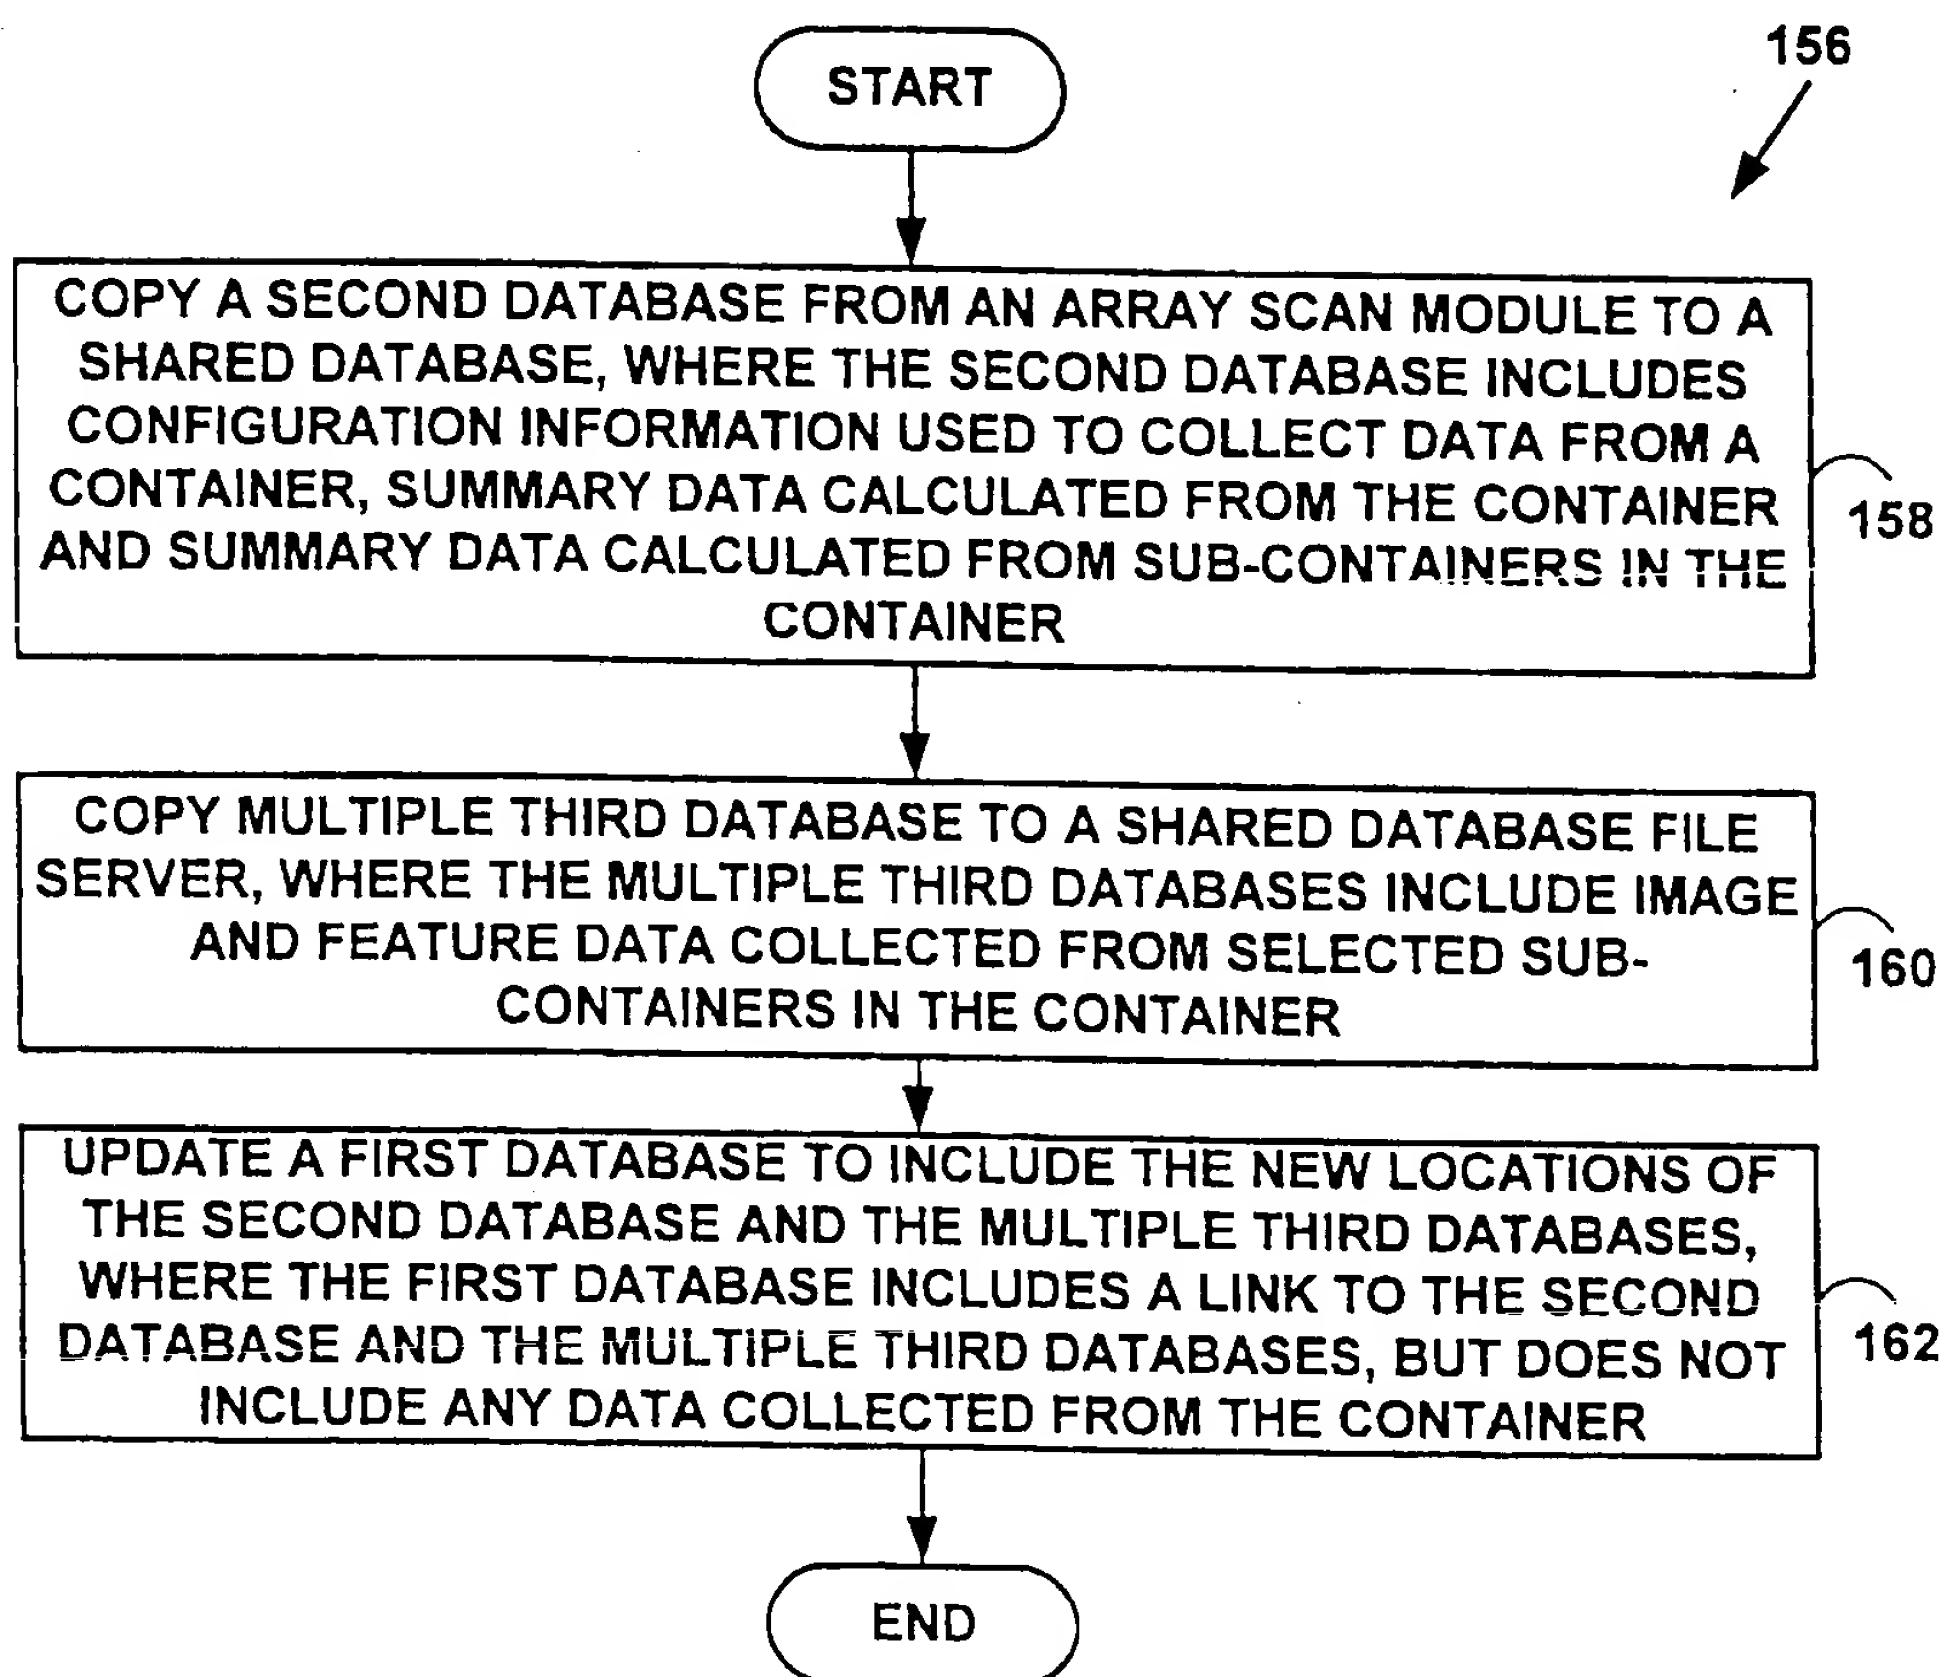 156
START
COPY A SECOND DATABASE FROM AN ARRAY SCAN MODULE TO A
SHARED DATABASE, WHERE THE SECOND DATABASE INCLUDES
CONFIGURATION INFORMATION USED TO COLLECT DATA FROM A
CONTAINER, SUMMARY DATA CALCULATED FROM THE CONTAINER
AND SUMMARY DATA CALCULATED FROM SUB-CONTAINERS IN THE
CONTAINER
158
COPY MULTIPLE THIRD DATABASE TO A SHARED DATABASE FILE
SERVER, WHERE THE MULTIPLE THIRD DATABASES INCLUDE IMAGE
AND FEATURE DATA COLLECTED FROM SELECTED SUB-
CONTAINERS IN THE CONTAINER
160
UPDATE A FIRST DATABASE TO INCLUDE THE NEW LOCATIONS OF
THE SECOND DATABASE AND THE MULTIPLE THIRD DATABASES,
WHERE THE FIRST DATABASE INCLUDES A LINK TO THE SECOND
DATABASE AND THE MULTIPLE THIRD DATABASES, BUT DOES NOT
INCLUDE ANY DATA COLLECTED FROM THE CONTAINER
162
END